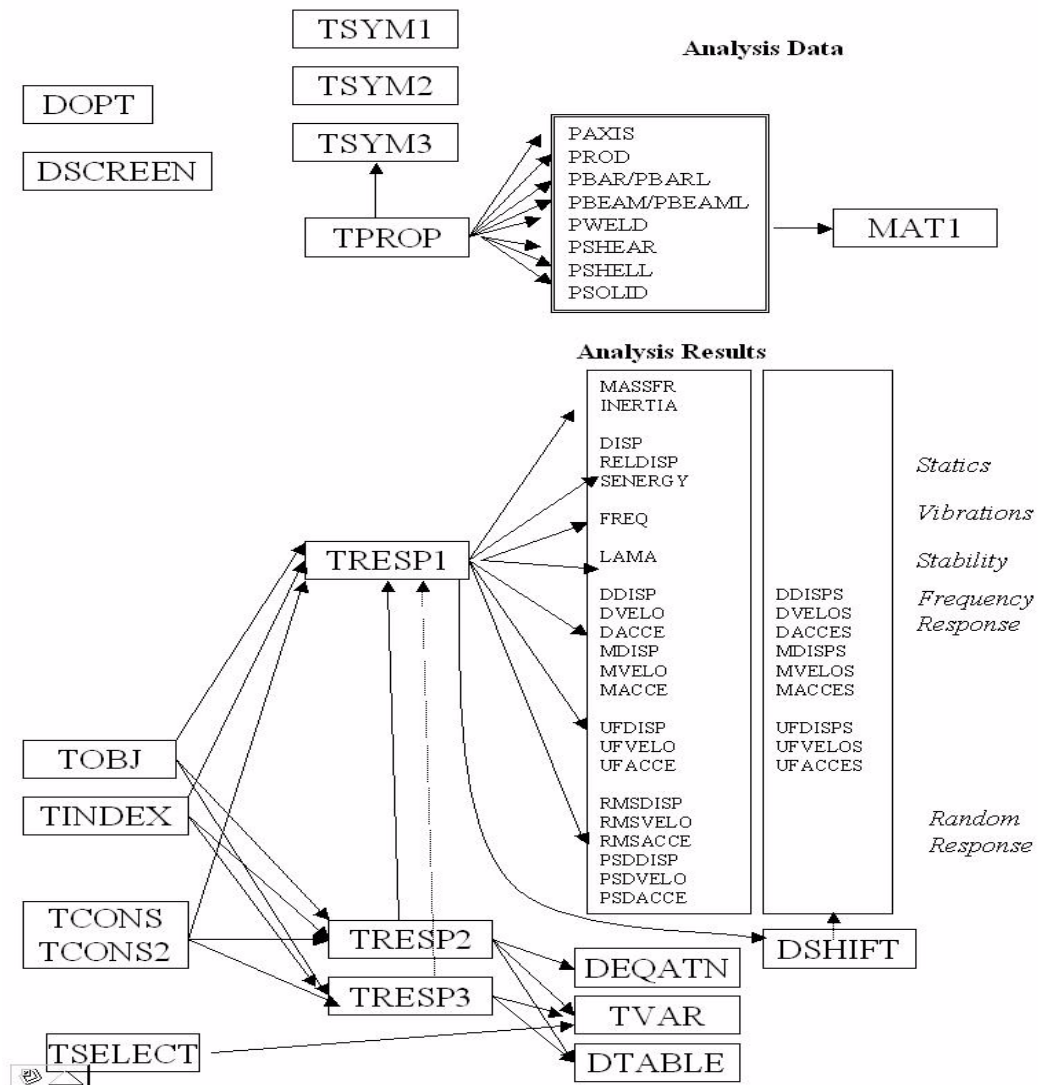 TSYM1
Analysis Data
TSYM2
DOPT
TSYM3
DSCREEN
PAXIS
PROD
PBAR/PBARL
PBEAM/PBEAML
PWELD
PSHEAR
PSHELL
PSOLID
TPROP
MAT1
Analysis Results
MASSFR
INERTIA
DISP
RELDISP
SENERGY
FREQ
LAMA
DDISP
DVELO
DACCE
MDISP
MVELO
MACCE
UFDISP
UFVELO
UFACCE
RMSDISP
RMSVELO
RMSACCE
PSDDISP
PSDVELO
PSDACCE
DDISPS
DVELOS
DACCES
MDISPS
MVELOS
MACCES
UFDISPS
UFVELOS
UFACCES
Statics
Vibrations
Stability
Frequency
Response
Random
Response
TRESP1
TOBJ
TINDEX
TCONS
TCONS2
TRESP2
TRESP3
DSHIFT
DEQATN
TVAR
DTABLE
TSELECT